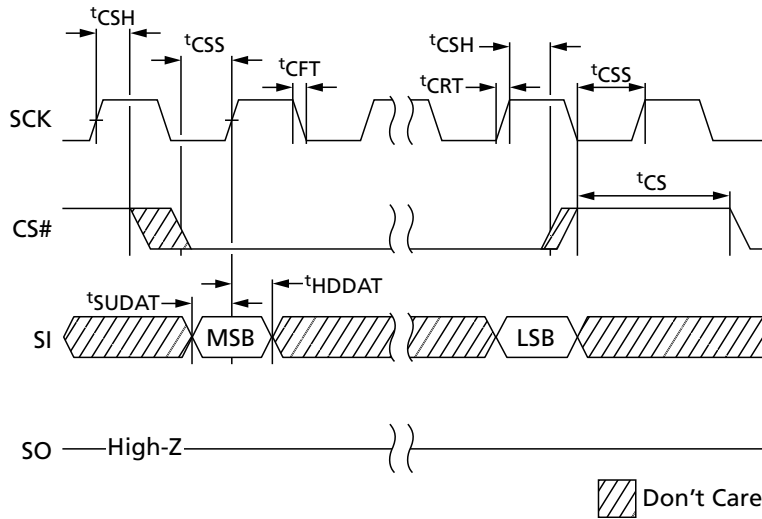 tCSH
tCSS
tCFT
tCSH
tCRT
tCSS
SCK
tCS
CS#
tSUDAT
tHDDAT
SI
MSB
LSB
SO
High-Z
Don't Care